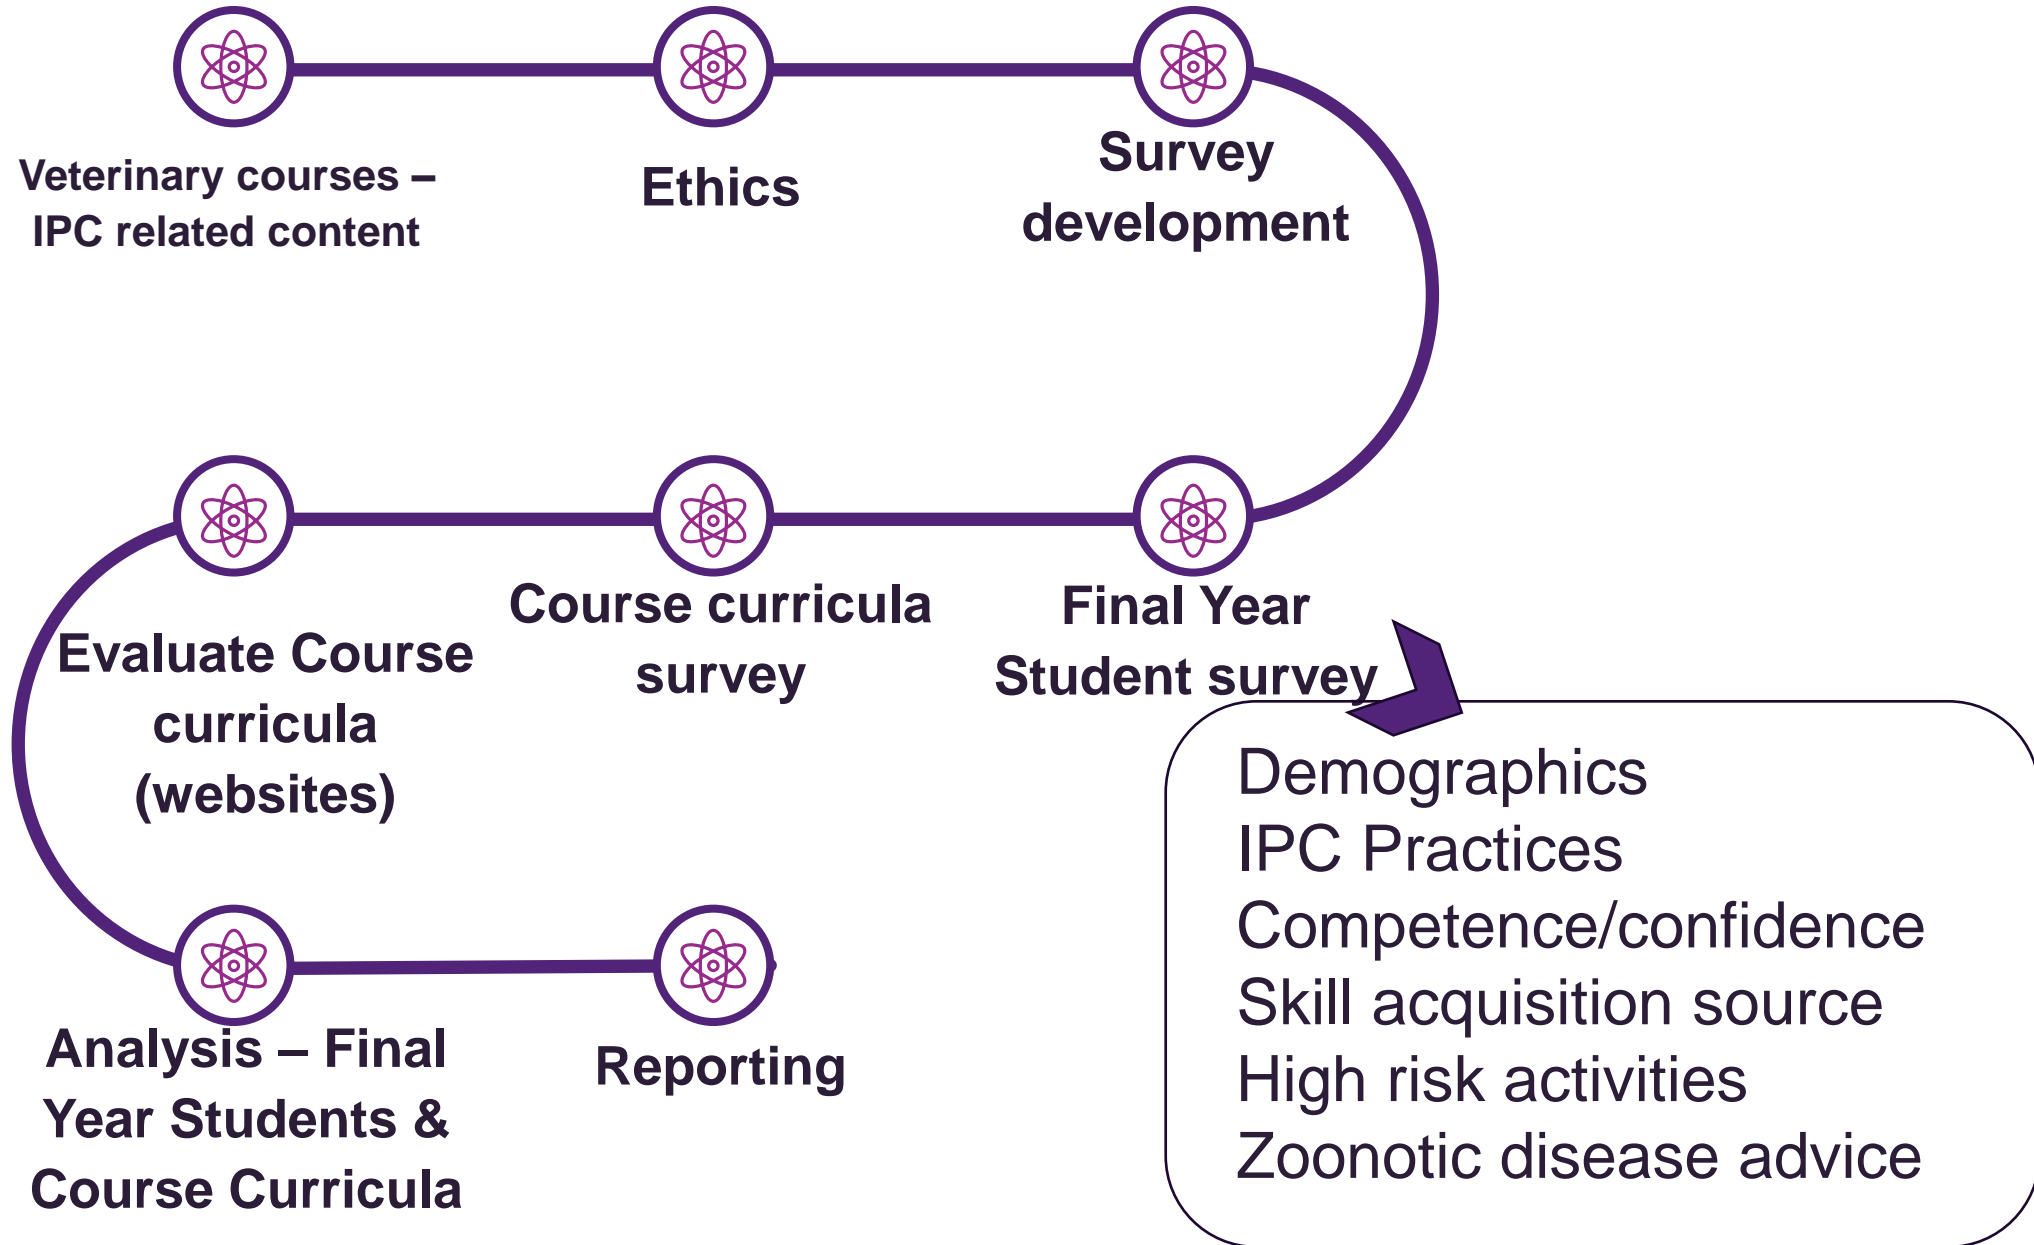 Veterinary courses –
IPC related content
Ethics
Survey
development
Evaluate Course
curricula
(websites)
Course curricula
survey
Final Year
Student survey
Demographics
IPC Practices
Competence/confidence
Skill acquisition source
High risk activities
Zoonotic disease advice
Analysis – Final
Year Students &
Course Curricula
Reporting